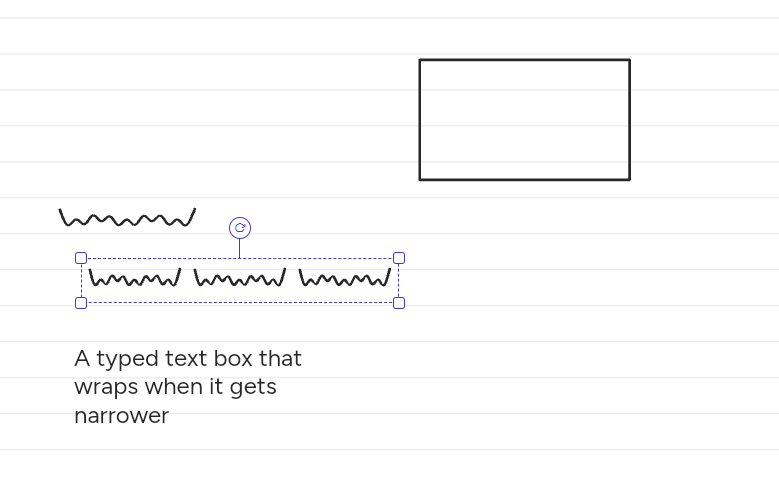 A typed text box that
wraps when it gets
narrower